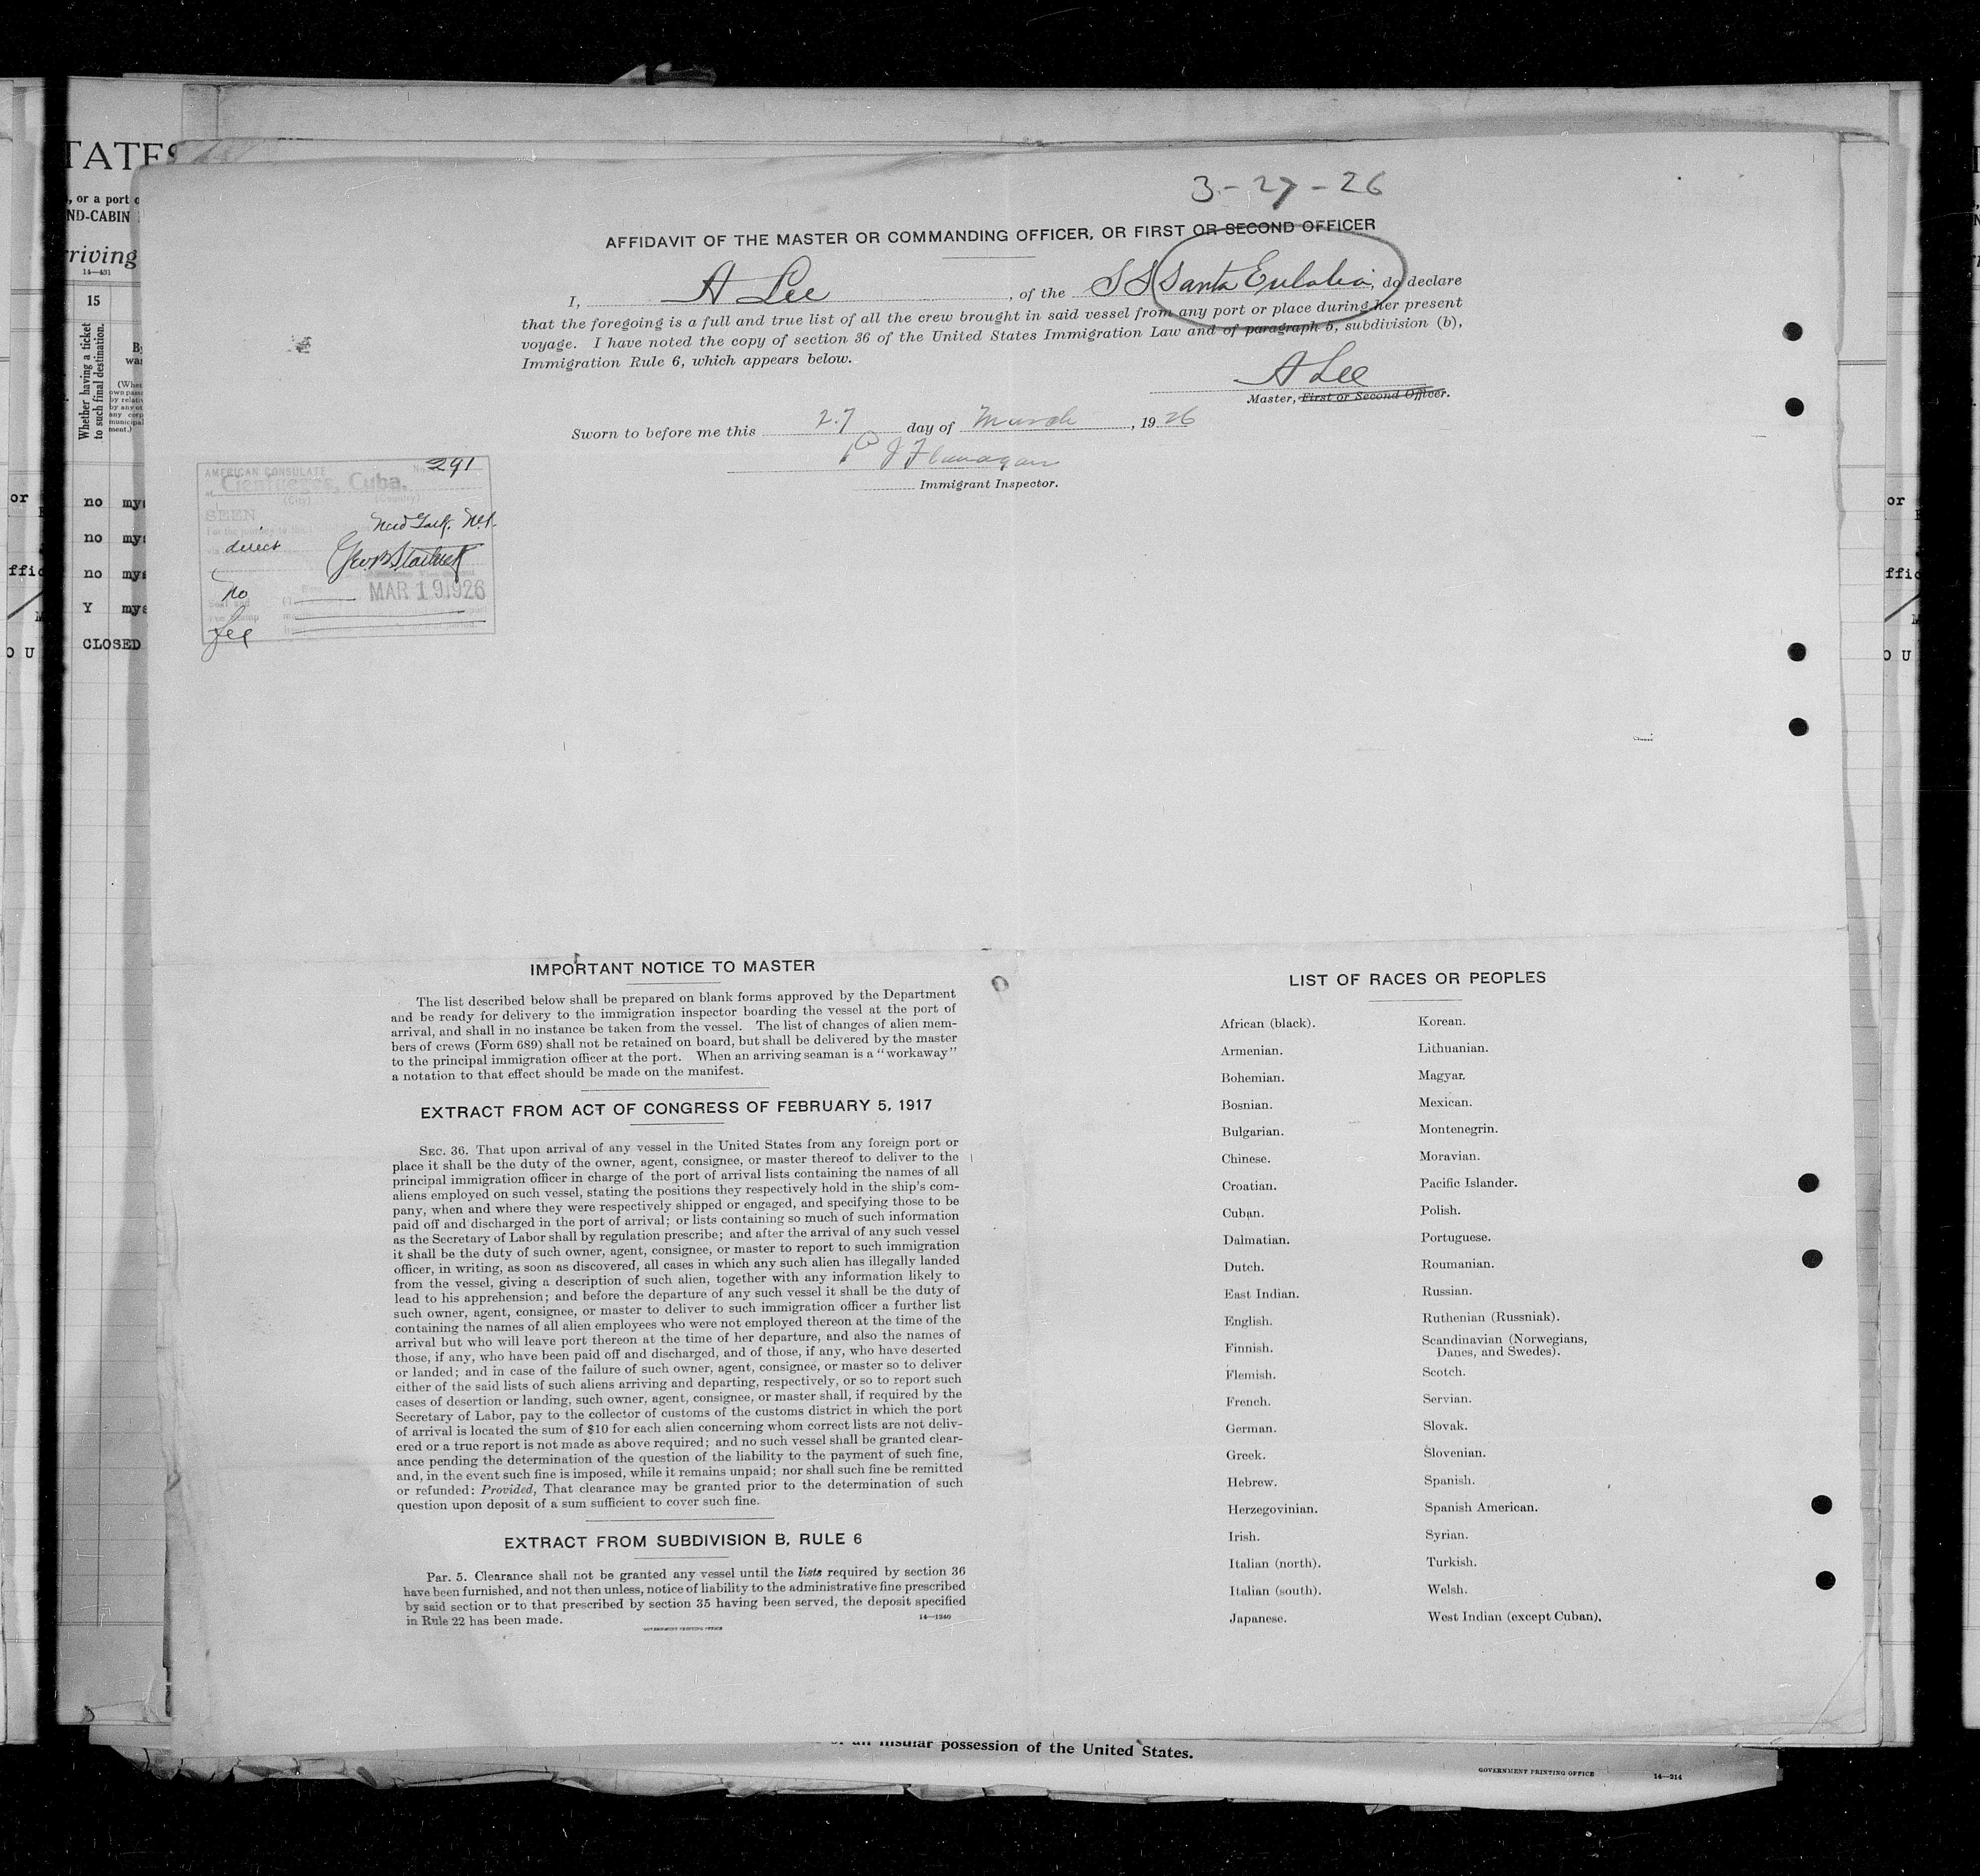 3-27-26
AFFIDAVIT OF THE MASTER OR COMMANDING OFFICER, OR FIRST OR SECOND OFFICER
I, A Lee, of the SS Santa Eulalia, do declare
that the foregoing is a full and true list of all the crew brought in said vessel from any port or place during her present
voyage. I have noted the copy of section 36 of the United States Immigration Law and of paragraph 5, subdivision (b),
Immigration Rule 6, which appears below.
A Lee
Master, First or Second Officer.
Sworn to before me this 27 day of March, 1926
P J Flanagan
Immigrant Inspector.
AMERICAN CONSULATE No. 291
at Cienfuegos, Cuba.
(City) (Country)
SEEN
New York, N.Y.
direct
no
MAR 19 1926
fee
IMPORTANT NOTICE TO MASTER
The list described below shall be prepared on blank forms approved by the Department
and be ready for delivery to the immigration inspector boarding the vessel at the port of
arrival, and shall in no instance be taken from the vessel. The list of changes of alien mem-
bers of crews (Form 689) shall not be retained on board, but shall be delivered by the master
to the principal immigration officer at the port. When an arriving seaman is a "workaway"
a notation to that effect should be made on the manifest.
EXTRACT FROM ACT OF CONGRESS OF FEBRUARY 5, 1917
SEC. 36. That upon arrival of any vessel in the United States from any foreign port or
place it shall be the duty of the owner, agent, consignee, or master thereof to deliver to the
principal immigration officer in charge of the port of arrival lists containing the names of all
aliens employed on such vessel, stating the positions they respectively hold in the ship's com-
pany, when and where they were respectively shipped or engaged, and specifying those to be
paid off and discharged in the port of arrival; or lists containing so much of such information
as the Secretary of Labor shall by regulation prescribe; and after the arrival of any such vessel
it shall be the duty of such owner, agent, consignee, or master to report to such immigration
officer, in writing, as soon as discovered, all cases in which any such alien has illegally landed
from the vessel, giving a description of such alien, together with any information likely to
lead to his apprehension; and before the departure of any such vessel it shall be the duty of
such owner, agent, consignee, or master to deliver to such immigration officer a further list
containing the names of all alien employees who were not employed thereon at the time of the
arrival but who will leave port thereon at the time of her departure, and also the names of
those, if any, who have been paid off and discharged, and of those, if any, who have deserted
or landed; and in case of the failure of such owner, agent, consignee, or master so to deliver
either of the said lists of such aliens arriving and departing, respectively, or so to report such
cases of desertion or landing, such owner, agent, consignee, or master shall, if required by the
Secretary of Labor, pay to the collector of customs of the customs district in which the port
of arrival is located the sum of $10 for each alien concerning whom correct lists are not deliv-
ered or a true report is not made as above required; and no such vessel shall be granted clear-
ance pending the determination of the question of the liability to the payment of such fine,
and, in the event such fine is imposed, while it remains unpaid; nor shall such fine be remitted
or refunded: Provided, That clearance may be granted prior to the determination of such
question upon deposit of a sum sufficient to cover such fine.
EXTRACT FROM SUBDIVISION B, RULE 6
Par. 5. Clearance shall not be granted any vessel until the lists required by section 36
have been furnished, and not then unless, notice of liability to the administrative fine prescribed
by said section or to that prescribed by section 35 having been served, the deposit specified
in Rule 22 has been made.
14—1240
GOVERNMENT PRINTING OFFICE
LIST OF RACES OR PEOPLES
African (black). Korean.
Armenian. Lithuanian.
Bohemian. Magyar.
Bosnian. Mexican.
Bulgarian. Montenegrin.
Chinese. Moravian.
Croatian. Pacific Islander.
Cuban. Polish.
Dalmatian. Portuguese.
Dutch. Roumanian.
East Indian. Russian.
English. Ruthenian (Russniak).
Finnish. Scandinavian (Norwegians,
Danes, and Swedes).
Flemish. Scotch.
French. Servian.
German. Slovak.
Greek. Slovenian.
Hebrew. Spanish.
Herzegovinian. Spanish American.
Irish. Syrian.
Italian (north). Turkish.
Italian (south). Welsh.
Japanese. West Indian (except Cuban).
TATES
, or a port o
ND-CABIN
rriving
14—431
15
Whether having a ticket
to such final destination.
no mys
no mys
no mys
Y mys
CLOSED
insular possession of the United States.
GOVERNMENT PRINTING OFFICE 14—214